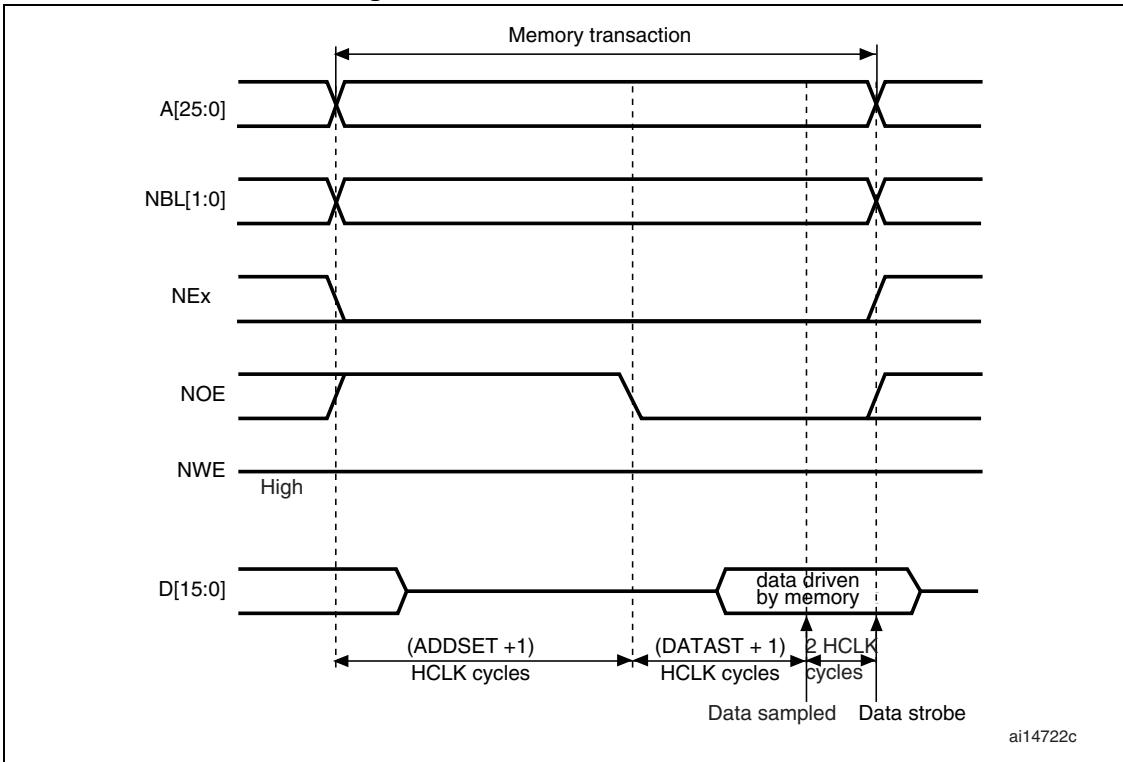 Memory transaction
A[25:0]
NBL[1:0]
NEx
NOE
NWE
High
D[15:0]
data driven
by memory
(ADDSET +1)
HCLK cycles
(DATAST + 1)
HCLK cycles
2 HCLK
cycles
Data sampled
Data strobe
ai14722c